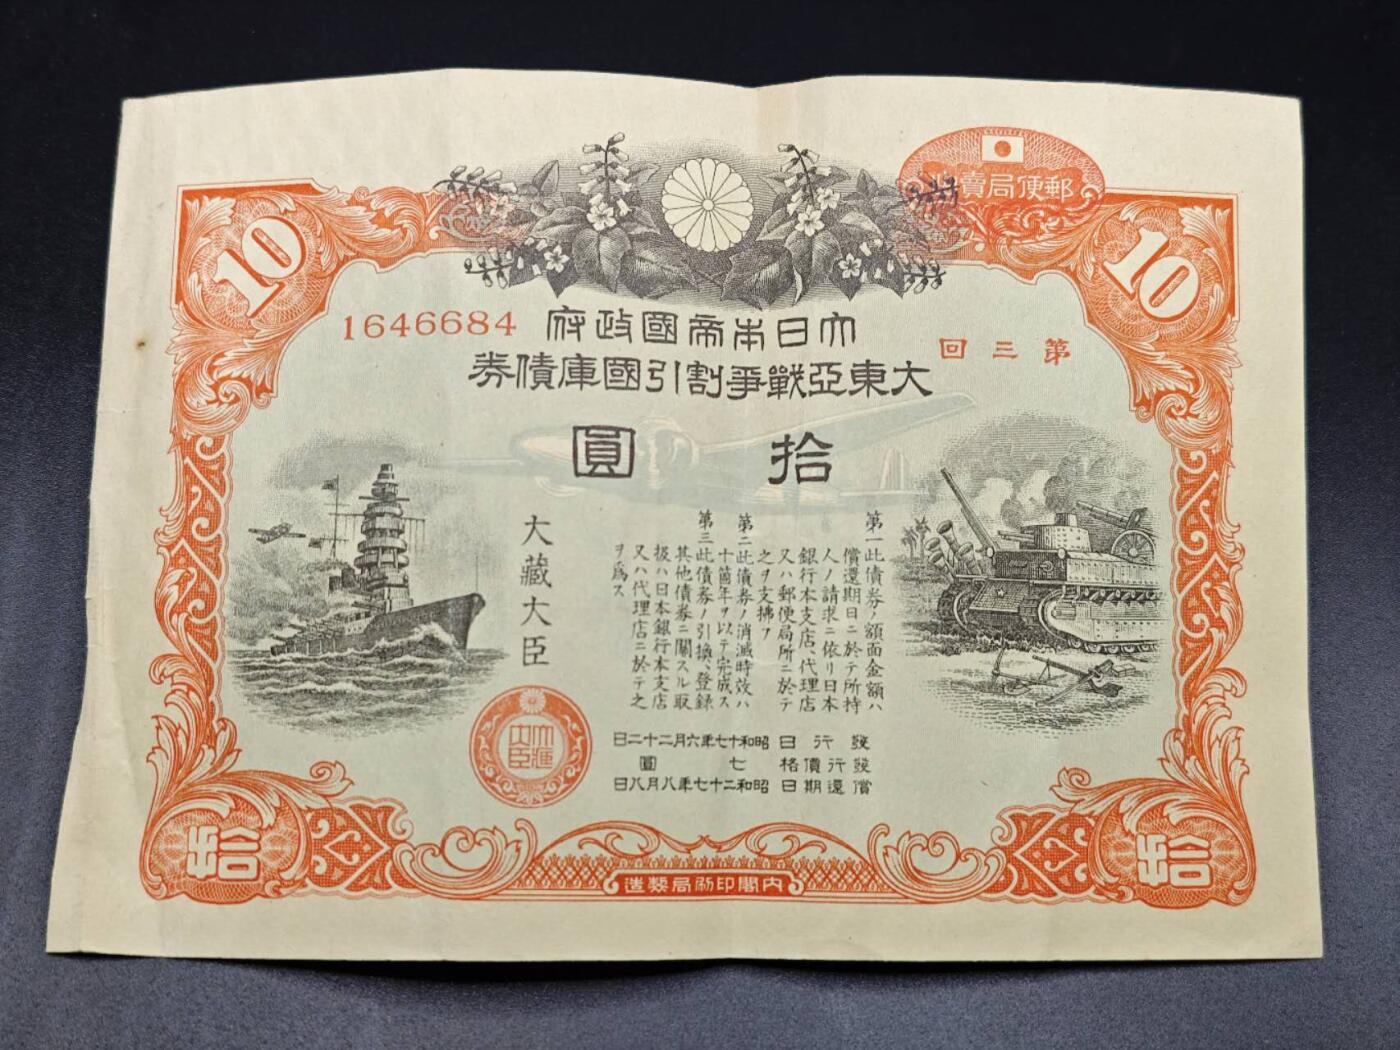 郵便局賣出
10
10
大日本帝國政府
1646684
第三回
大東亞戰爭割引國庫債券
拾圓
第一此債券ノ額面金額ハ
償還期日ニ於テ所持
人ノ請求ニ依リ日本
銀行本支店、代理店
又ハ郵便局所ニ於テ
之ヲ支拂フ
第二此債券ノ消滅時效ハ
十箇年ヲ以テ完成ス
第三此債券ノ引換、登録
其他債券ニ關スル取
扱ハ日本銀行本支店
又ハ代理店ニ於テ之
ヲ爲ス
大藏大臣
大藏大臣
發行日 昭和十七年六月二十二日
發行價格 七圓
償還期日 昭和二十七年八月八日
拾
拾
内閣印刷局製造